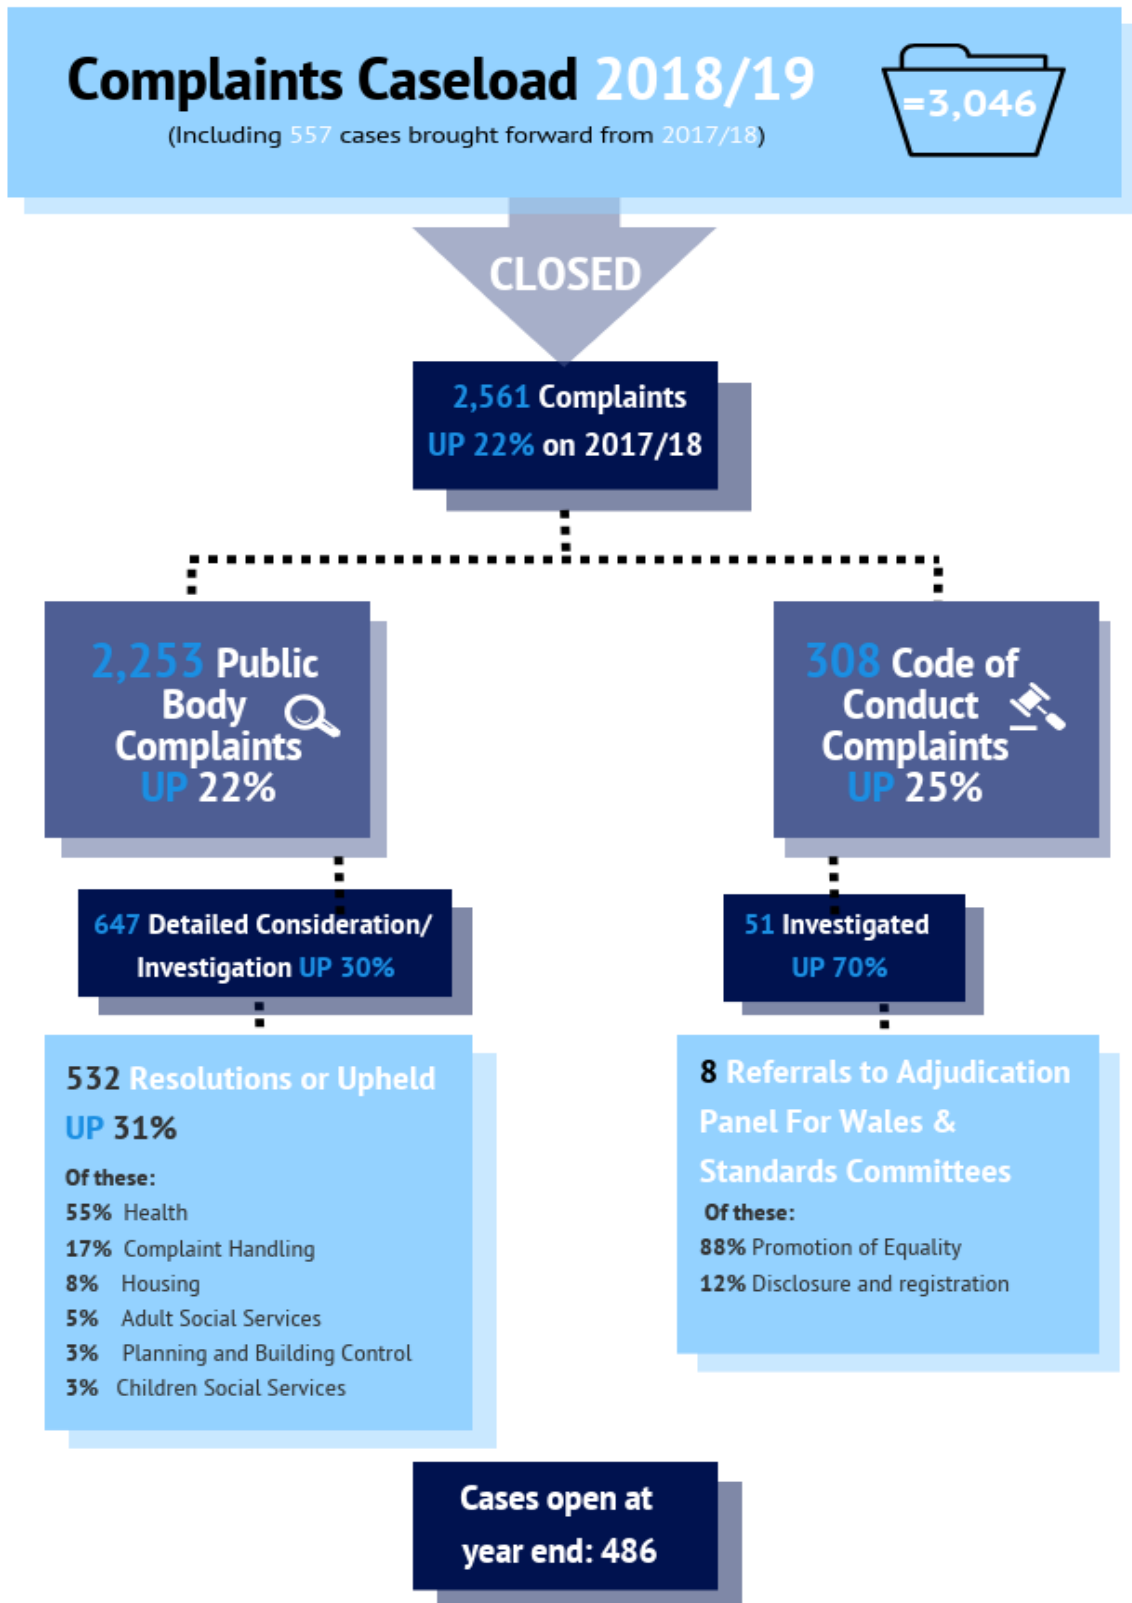 Complaints Caseload 2018/19
(Including 557 cases brought forward from 2017/18)
=3,046
CLOSED
2,561 Complaints
UP 22% on 2017/18
2,253 Public
Body
Complaints
UP 22%
308 Code of
Conduct
Complaints
UP 25%
647 Detailed Consideration/
Investigation UP 30%
51 Investigated
UP 70%
532 Resolutions or Upheld
UP 31%
Of these:
55% Health
17% Complaint Handling
8% Housing
5% Adult Social Services
3% Planning and Building Control
3% Children Social Services
8 Referrals to Adjudication
Panel For Wales &
Standards Committees
Of these:
88% Promotion of Equality
12% Disclosure and registration
Cases open at
year end: 486